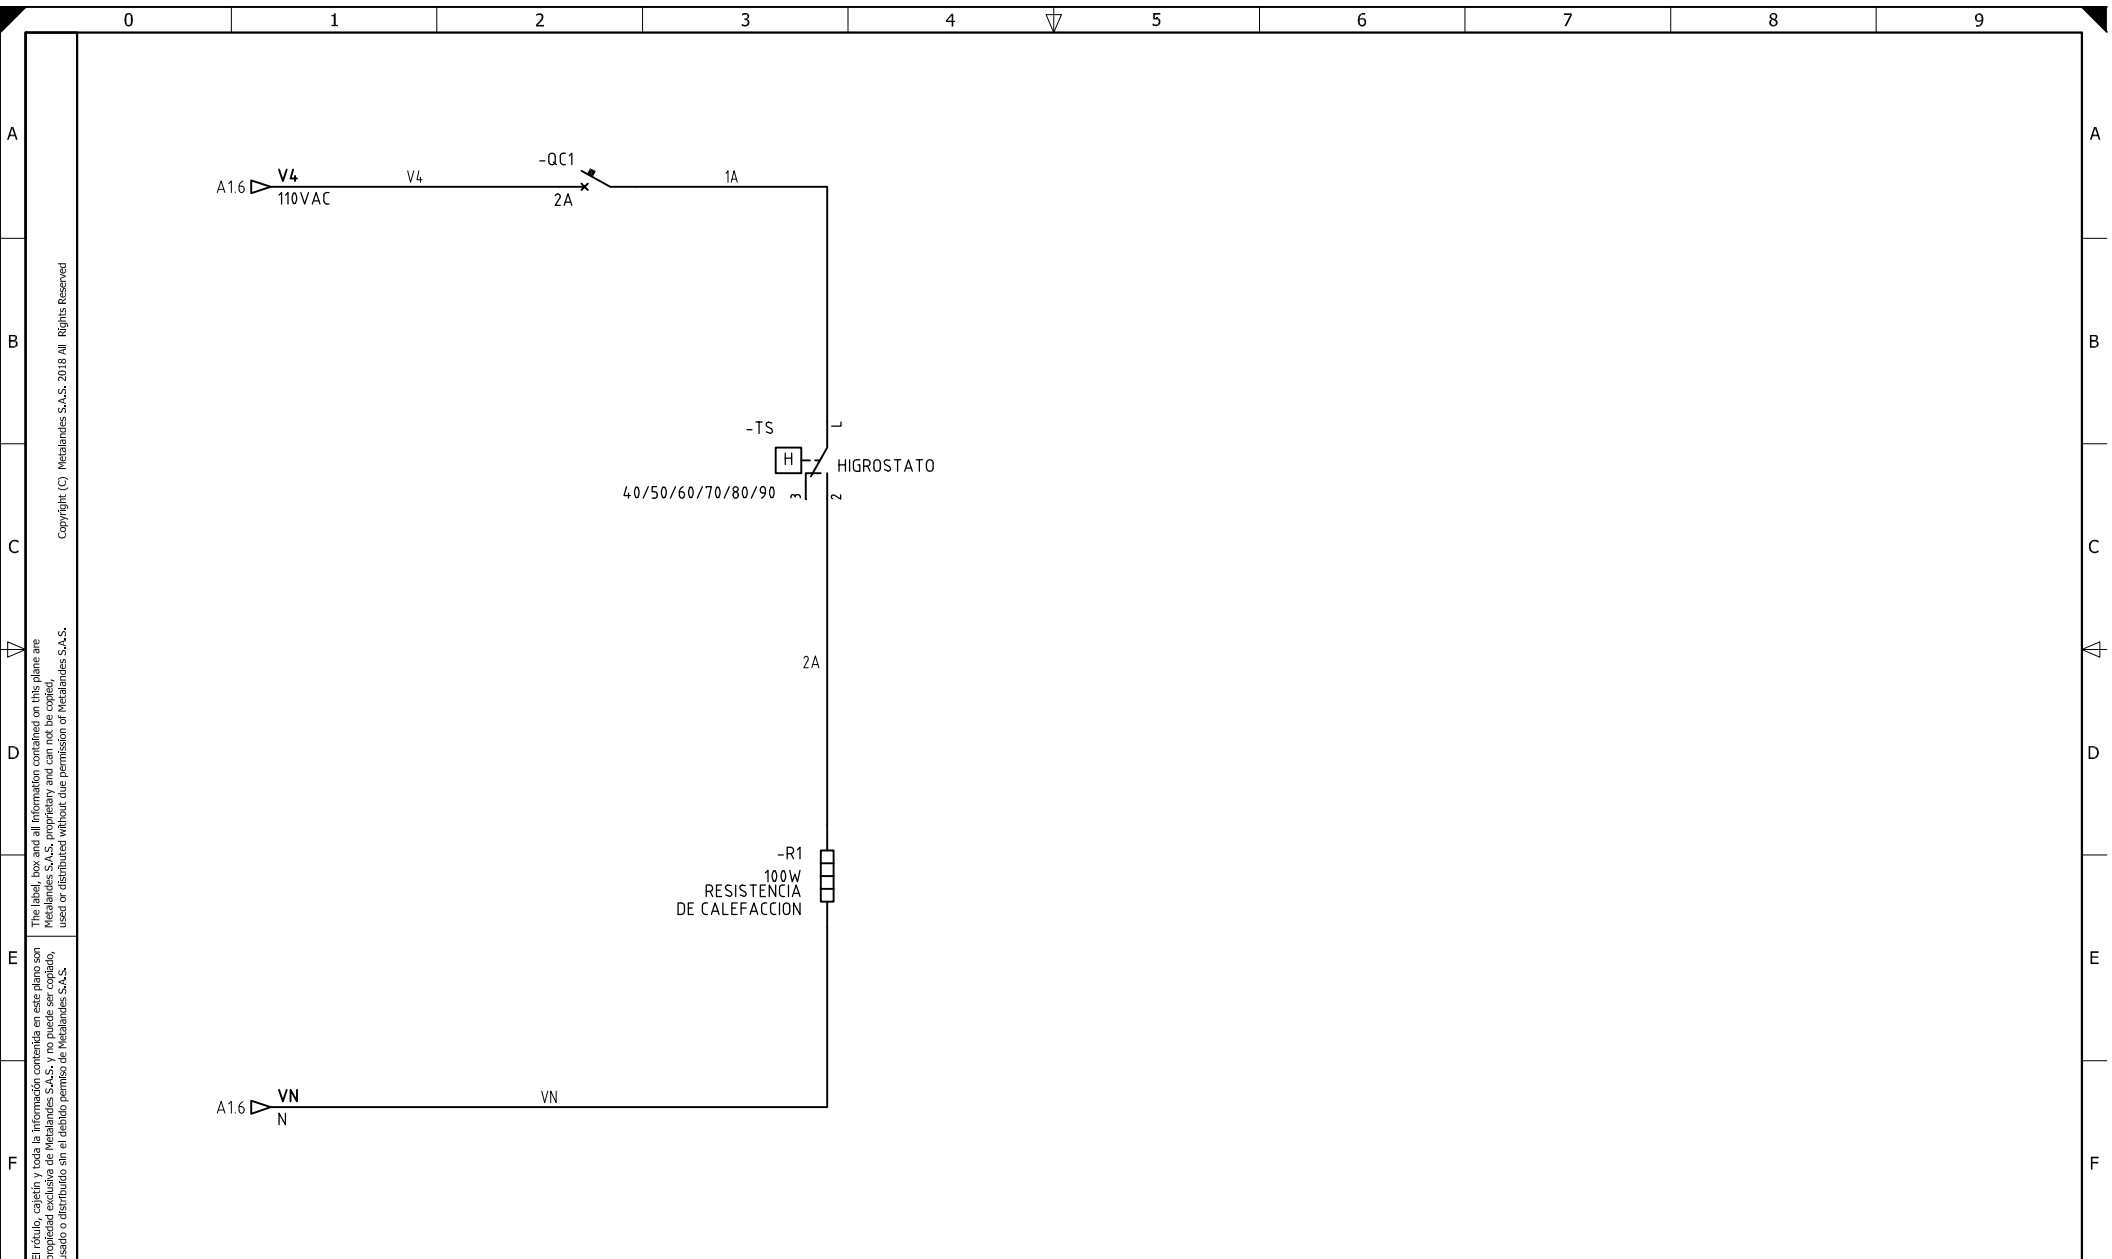 0 1 2 3 4 5 6 7 8 9
A A
-QC1
A1.6 V4 V4 1A
110VAC 2A
B B
-TS L
H HIGROSTATO
40/50/60/70/80/90 3 2
C C
2A
D D
-R1
100W
RESISTENCIA
DE CALEFACCION
E E
A1.6 VN VN
N
F F
Copyright (C) Metalandes S.A.S. 2018 All Rights Reserved
The label, box and all information contained on this plane are
Metalandes S.A.S. proprietary and can not be copied,
used or distributed without due permission of Metalandes S.A.S.
El rótulo, cajetín y toda la información contenida en este plano son
propiedad exclusiva de Metalandes S.A.S. y no puede ser copiado,
usado o distribuido sin el debido permiso de Metalandes S.A.S.